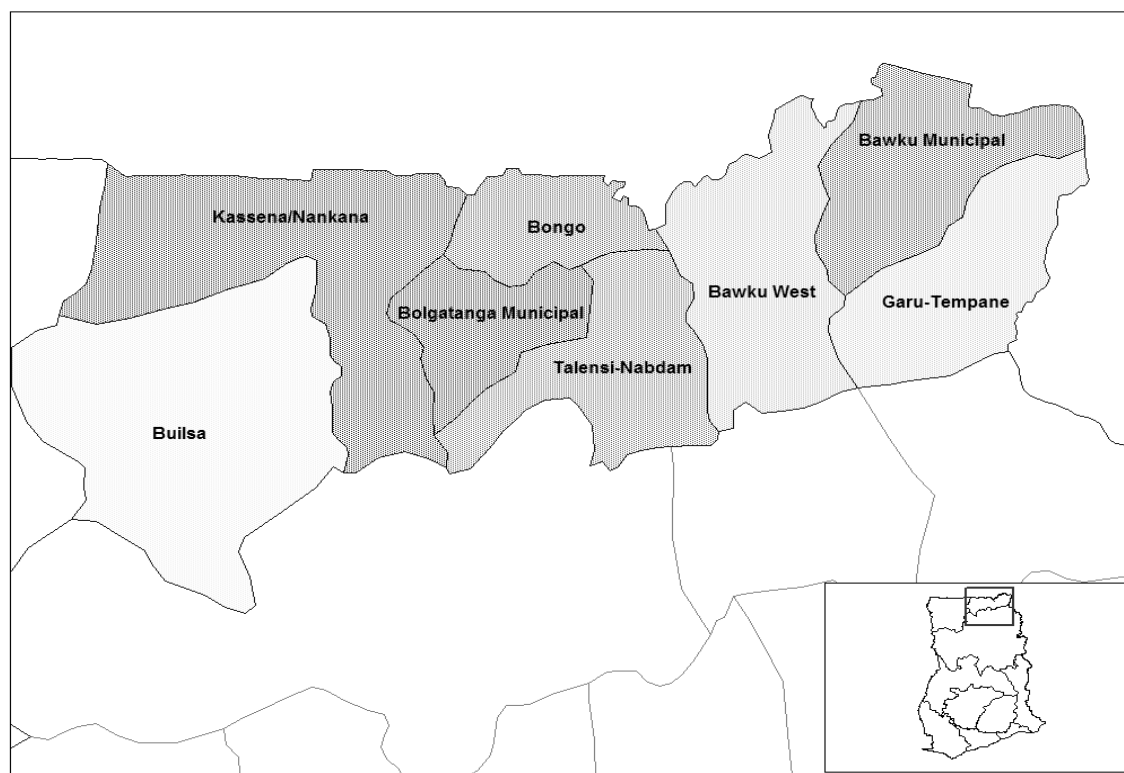 Bawku Municipal
Kassena/Nankana
Bongo
Bawku West
Garu-Tempane
Bolgatanga Municipal
Talensi-Nabdam
Builsa